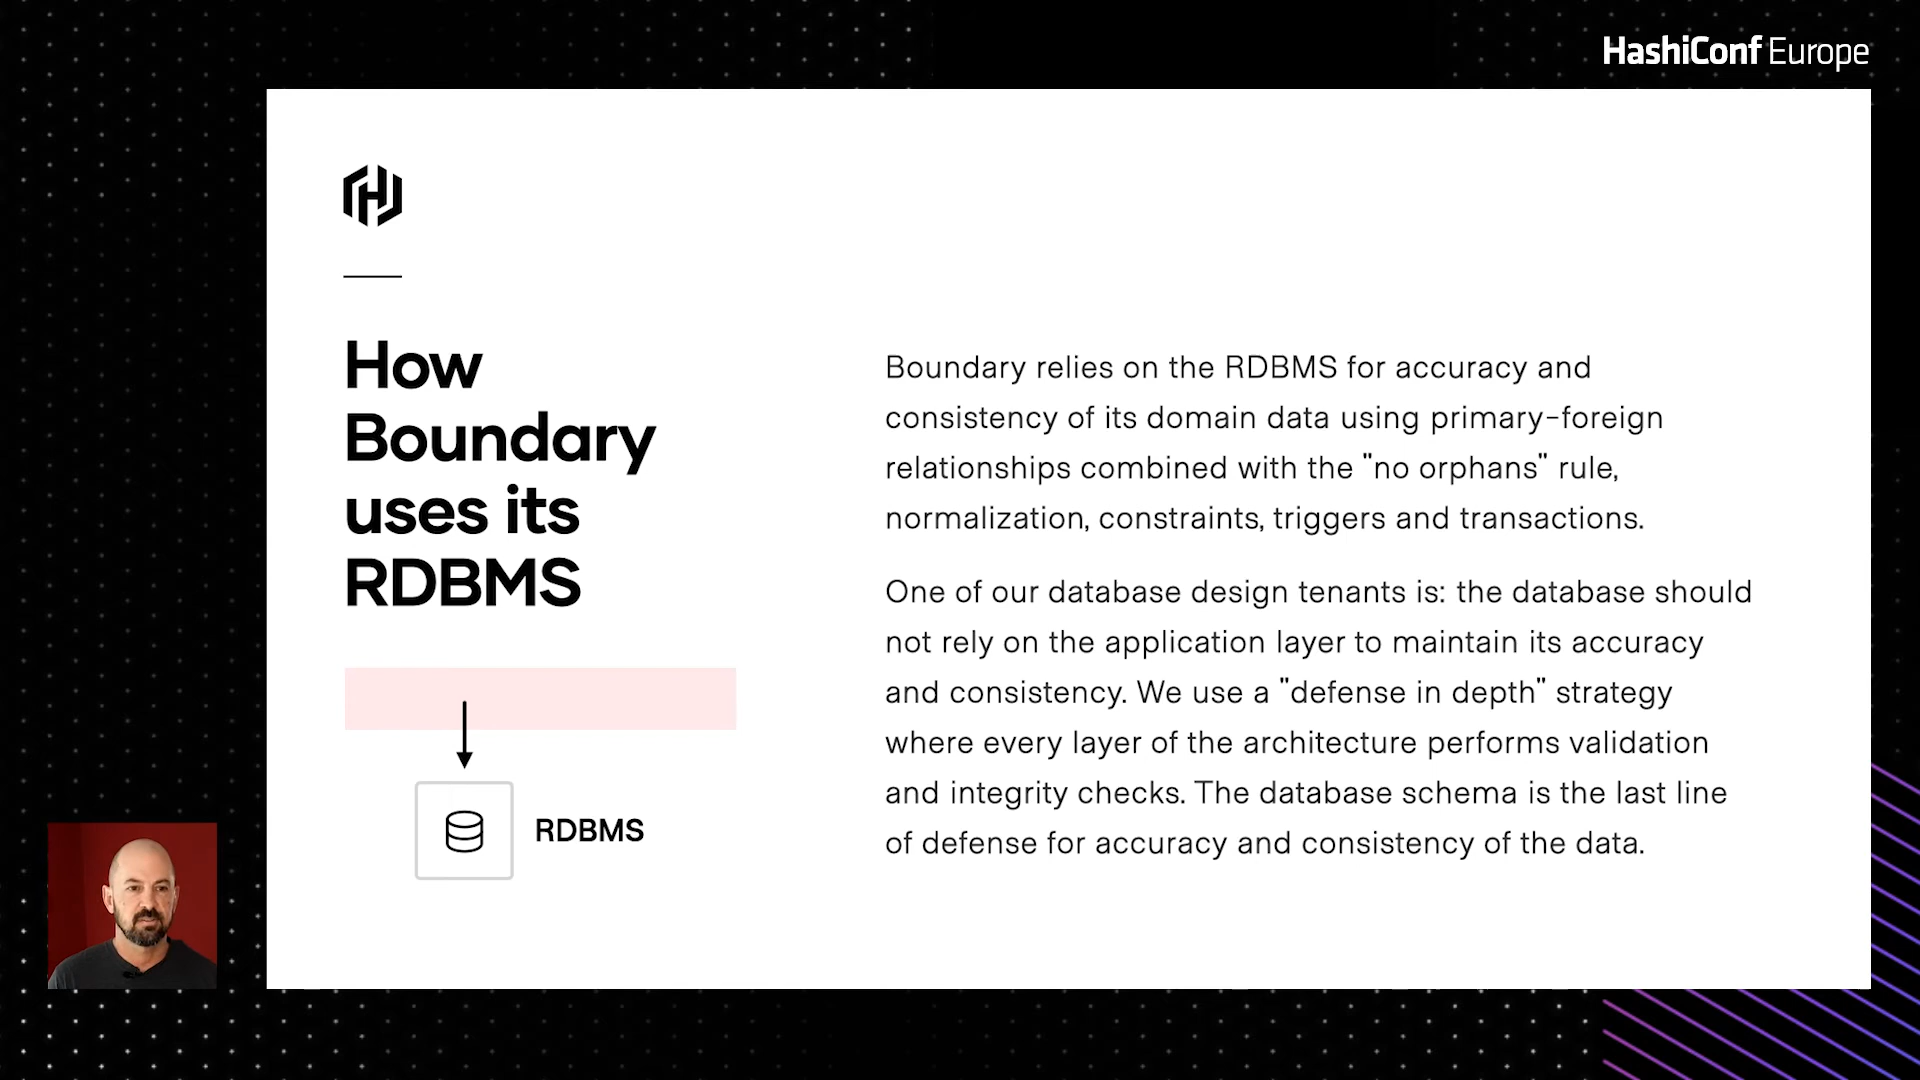 HashiConf Europe
How
Boundary
uses its
RDBMS
RDBMS
Boundary relies on the RDBMS for accuracy and
consistency of its domain data using primary-foreign
relationships combined with the "no orphans" rule,
normalization, constraints, triggers and transactions.
One of our database design tenants is: the database should
not rely on the application layer to maintain its accuracy
and consistency. We use a "defense in depth" strategy
where every layer of the architecture performs validation
and integrity checks. The database schema is the last line
of defense for accuracy and consistency of the data.